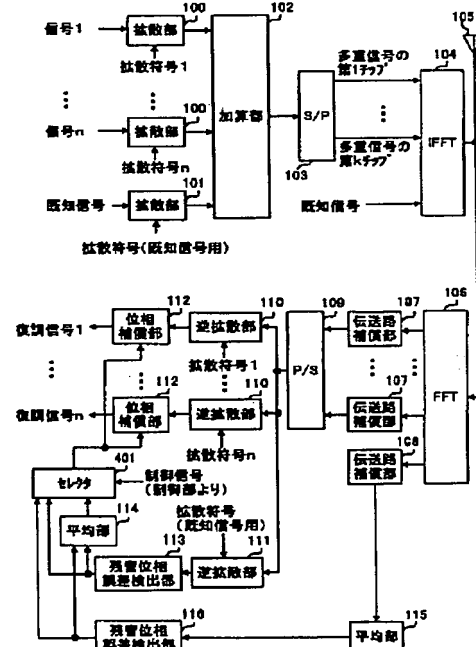 信号1
拡散部
100
拡散符号1
102
加算部
信号n
拡散部
100
拡散符号n
既知信号
拡散部
101
拡散符号(既知信号用)
S/P
103
多重信号の
第1チップ
多重信号の
第kチップ
既知信号
104
IFFT
105
106
FFT
107
伝送路
補償部
107
伝送路
補償部
108
伝送路
補償部
109
P/S
110
逆拡散部
拡散符号1
110
逆拡散部
拡散符号n
112
位相
補償部
112
位相
補償部
復調信号1
復調信号n
401
セレクタ
制御信号
(制御部より)
114
平均部
拡散符号
(既知信号用)
113
残留位相
誤差検出部
111
逆拡散部
116
残留位相
誤差検出部
115
平均部